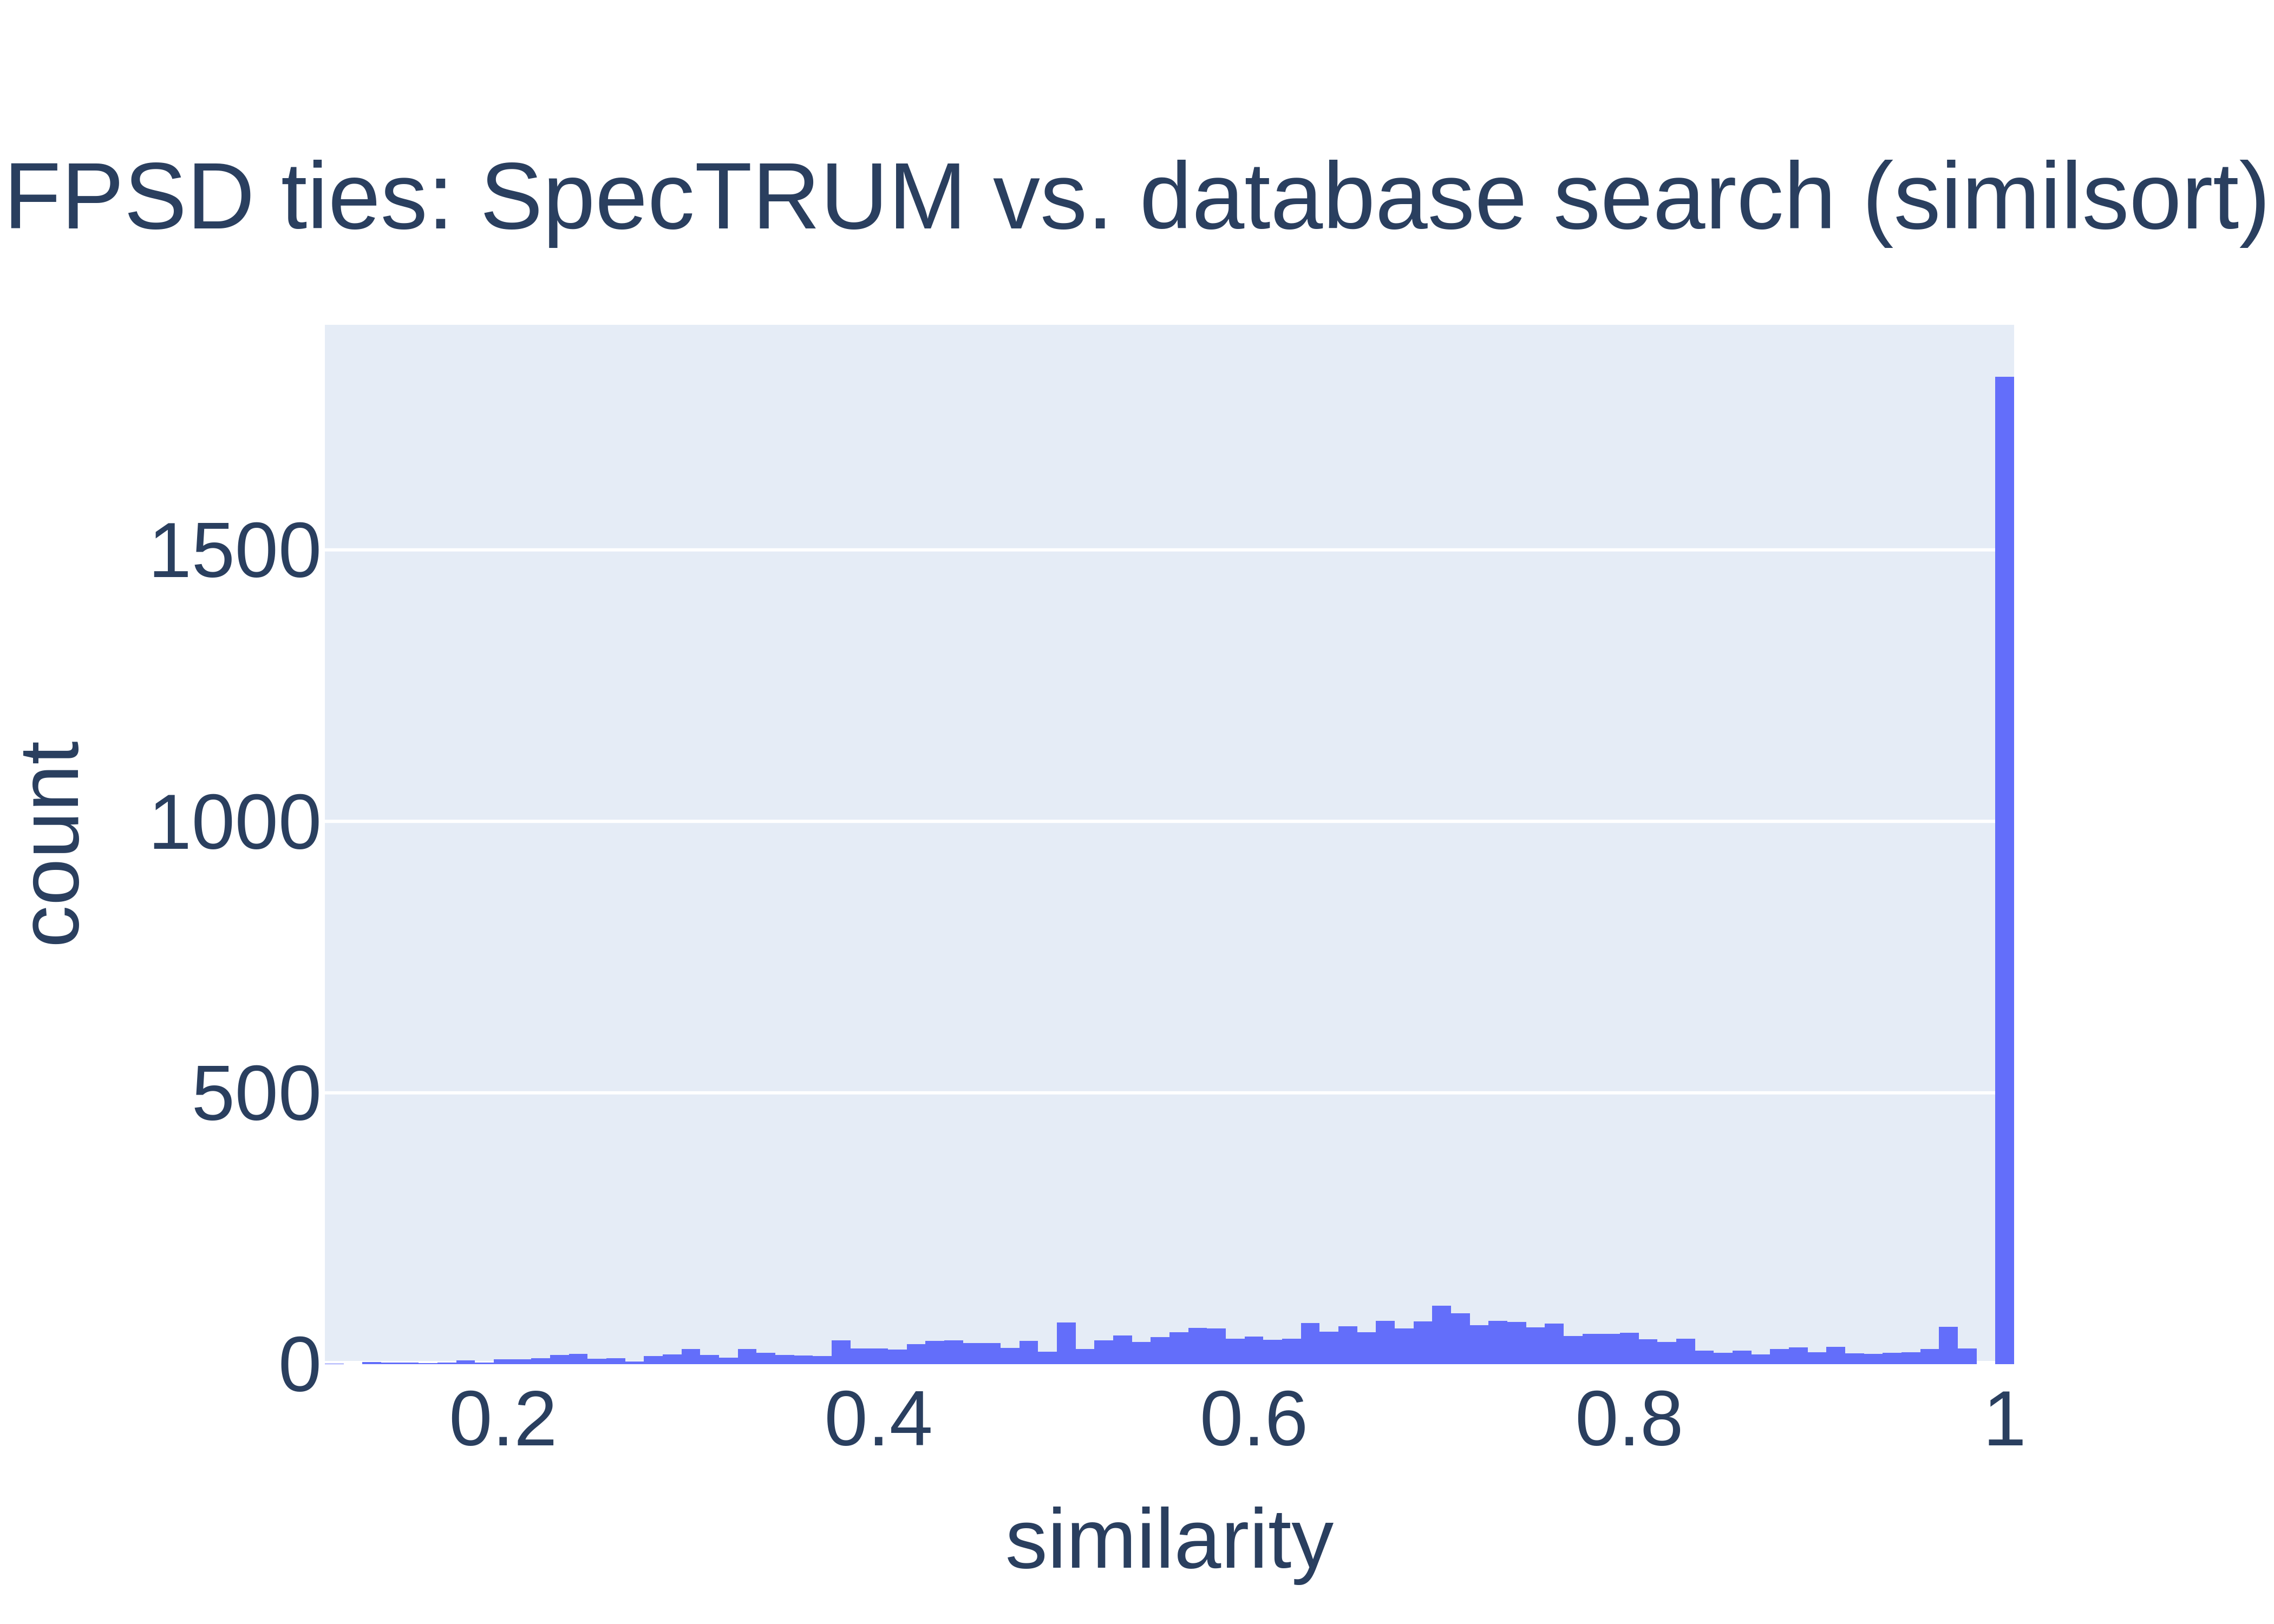 FPSD ties: SpecTRUM vs. database search (similsort)
1500
1000
500
0
count
0.2 0.4 0.6 0.8 1
similarity